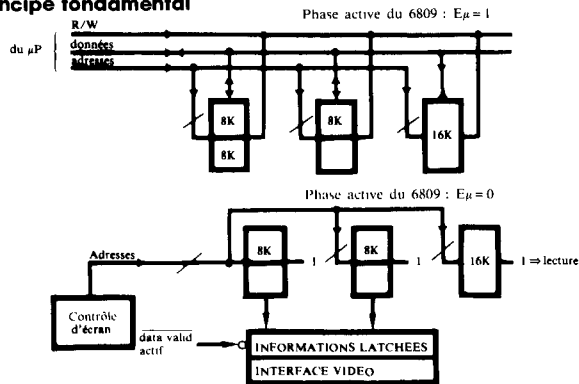 ncipe fondamental
Phase active du 6809 : Eμ = 1
R/W
données
du μP
adresses
8K
8K
8K
16K
Phase active du 6809 : Eμ = 0
Adresses
8K
1
8K
1
16K
1 ⇒ lecture
Contrôle
d'écran
data valid
actif
INFORMATIONS LATCHEES
INTERFACE VIDEO